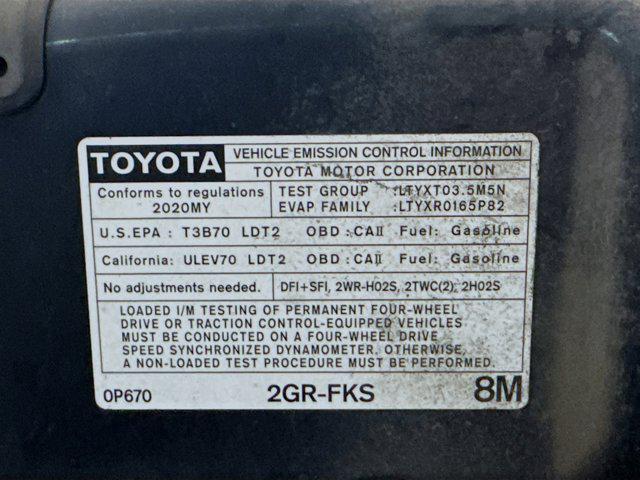 TOYOTA
VEHICLE EMISSION CONTROL INFORMATION
TOYOTA MOTOR CORPORATION
Conforms to regulations
2020MY
TEST GROUP :LTYXT03.5M5N
EVAP FAMILY :LTYXR0165P82
U.S.EPA : T3B70 LDT2 OBD :CAII Fuel: Gasoline
California: ULEV70 LDT2 OBD :CAII Fuel: Gasoline
No adjustments needed. DFI+SFI, 2WR-HO2S, 2TWC(2), 2HO2S
LOADED I/M TESTING OF PERMANENT FOUR-WHEEL
DRIVE OR TRACTION CONTROL-EQUIPPED VEHICLES
MUST BE CONDUCTED ON A FOUR-WHEEL DRIVE
SPEED SYNCHRONIZED DYNAMOMETER. OTHERWISE,
A NON-LOADED TEST PROCEDURE MUST BE PERFORMED.
0P670 2GR-FKS 8M